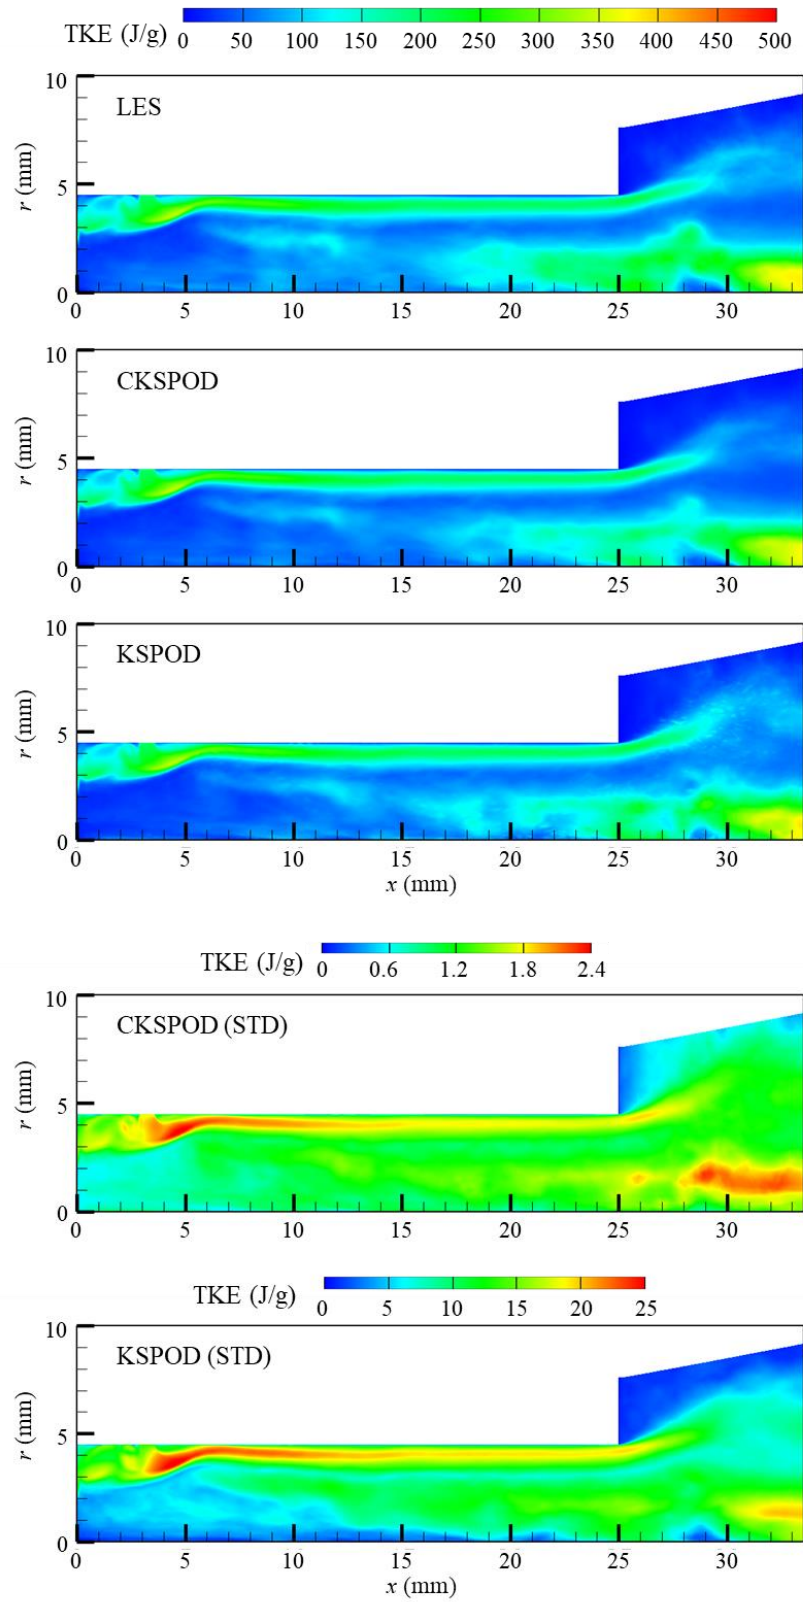 TKE (J/g) 0 50 100 150 200 250 300 350 400 450 500
10
LES
r (mm)
5
0
0 5 10 15 20 25 30
10
CKSPOD
r (mm)
5
0
0 5 10 15 20 25 30
10
KSPOD
r (mm)
5
0
0 5 10 15 20 25 30
x (mm)
TKE (J/g) 0 0.6 1.2 1.8 2.4
10
CKSPOD (STD)
r (mm)
5
0
0 5 10 15 20 25 30
TKE (J/g) 0 5 10 15 20 25
10
KSPOD (STD)
r (mm)
5
0
0 5 10 15 20 25 30
x (mm)